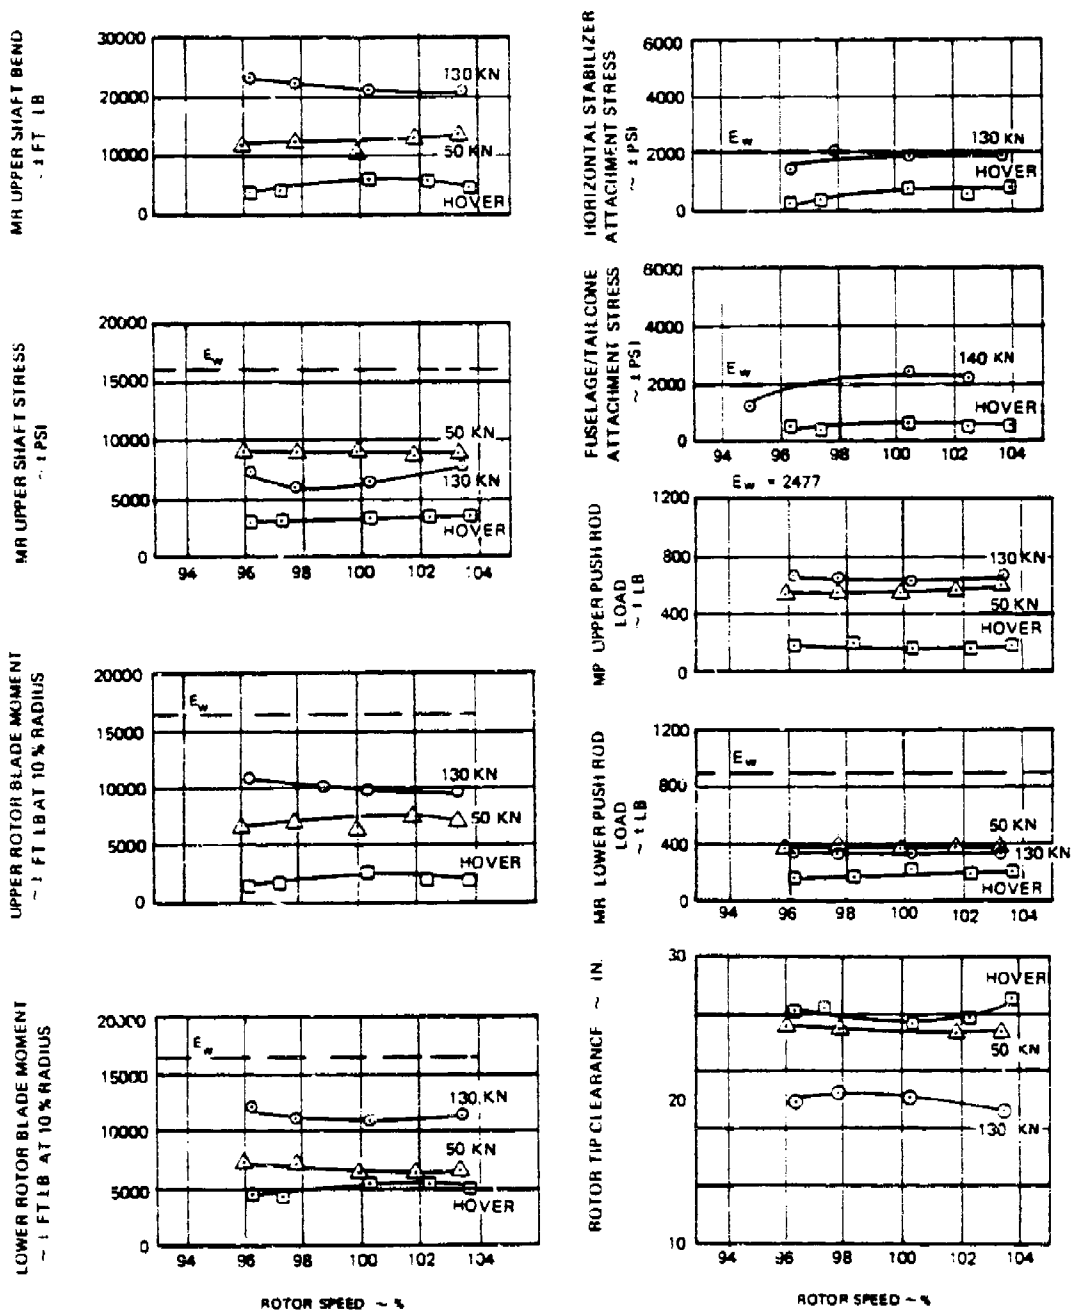 MR UPPER SHAFT BEND
~ ± FT LB
30000
20000
10000
0
130 KN
50 KN
HOVER
MR UPPER SHAFT STRESS
~ ± PSI
20000
15000
10000
5000
0
Ew
50 KN
130 KN
HOVER
94 96 98 100 102 104
UPPER ROTOR BLADE MOMENT
~ ± FT LB AT 10% RADIUS
20000
15000
10000
5000
0
Ew
130 KN
50 KN
HOVER
LOWER ROTOR BLADE MOMENT
~ ± FT LB AT 10% RADIUS
20000
15000
10000
5000
0
Ew
130 KN
50 KN
HOVER
94 96 98 100 102 104
ROTOR SPEED ~ %
HORIZONTAL STABILIZER
ATTACHMENT STRESS
~ ± PSI
6000
4000
2000
0
Ew
130 KN
HOVER
FUSELAGE/TAILCONE
ATTACHMENT STRESS
~ ± PSI
6000
4000
2000
0
Ew
140 KN
HOVER
94 96 98 100 102 104
Ew = 2477
MP UPPER PUSH ROD
LOAD
~ ± LB
1200
800
400
0
130 KN
50 KN
HOVER
MR LOWER PUSH ROD
LOAD
~ ± LB
1200
800
400
0
Ew
50 KN
130 KN
HOVER
94 96 98 100 102 104
ROTOR TIP CLEARANCE ~ IN.
30
20
10
HOVER
50 KN
130 KN
94 96 98 100 102 104
ROTOR SPEED ~ %